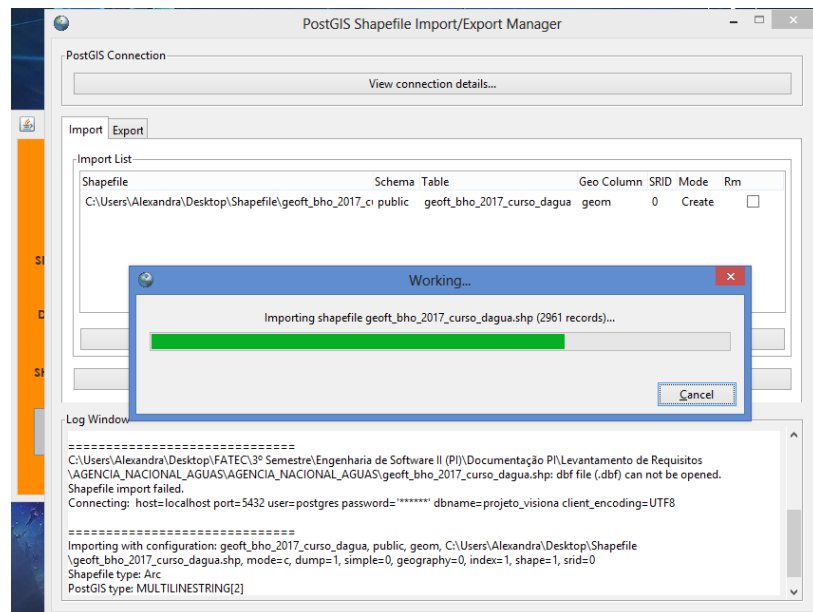 PostGIS Shapefile Import/Export Manager
PostGIS Connection
View connection details...
Import Export
Import List
Shapefile Schema Table Geo Column SRID Mode Rm
C:\Users\Alexandra\Desktop\Shapefile\geoft_bho_2017_cu public geoft_bho_2017_curso_dagua geom 0 Create
Working...
Importing shapefile geoft_bho_2017_curso_dagua.shp (2961 records)...
Cancel
Log Window
==============================
C:\Users\Alexandra\Desktop\FATEC\3º Semestre\Engenharia de Software II (PI)\Documentação PI\Levantamento de Requisitos
\AGENCIA_NACIONAL_AGUAS\AGENCIA_NACIONAL_AGUAS\geoft_bho_2017_curso_dagua.shp: dbf file (.dbf) can not be opened.
Shapefile import failed.
Connecting: host=localhost port=5432 user=postgres password='******' dbname=projeto_visiona client_encoding=UTF8
==============================
Importing with configuration: geoft_bho_2017_curso_dagua, public, geom, C:\Users\Alexandra\Desktop\Shapefile
\geoft_bho_2017_curso_dagua.shp, mode=c, dump=1, simple=0, geography=0, index=1, shape=1, srid=0
Shapefile type: Arc
PostGIS type: MULTILINESTRING[2]